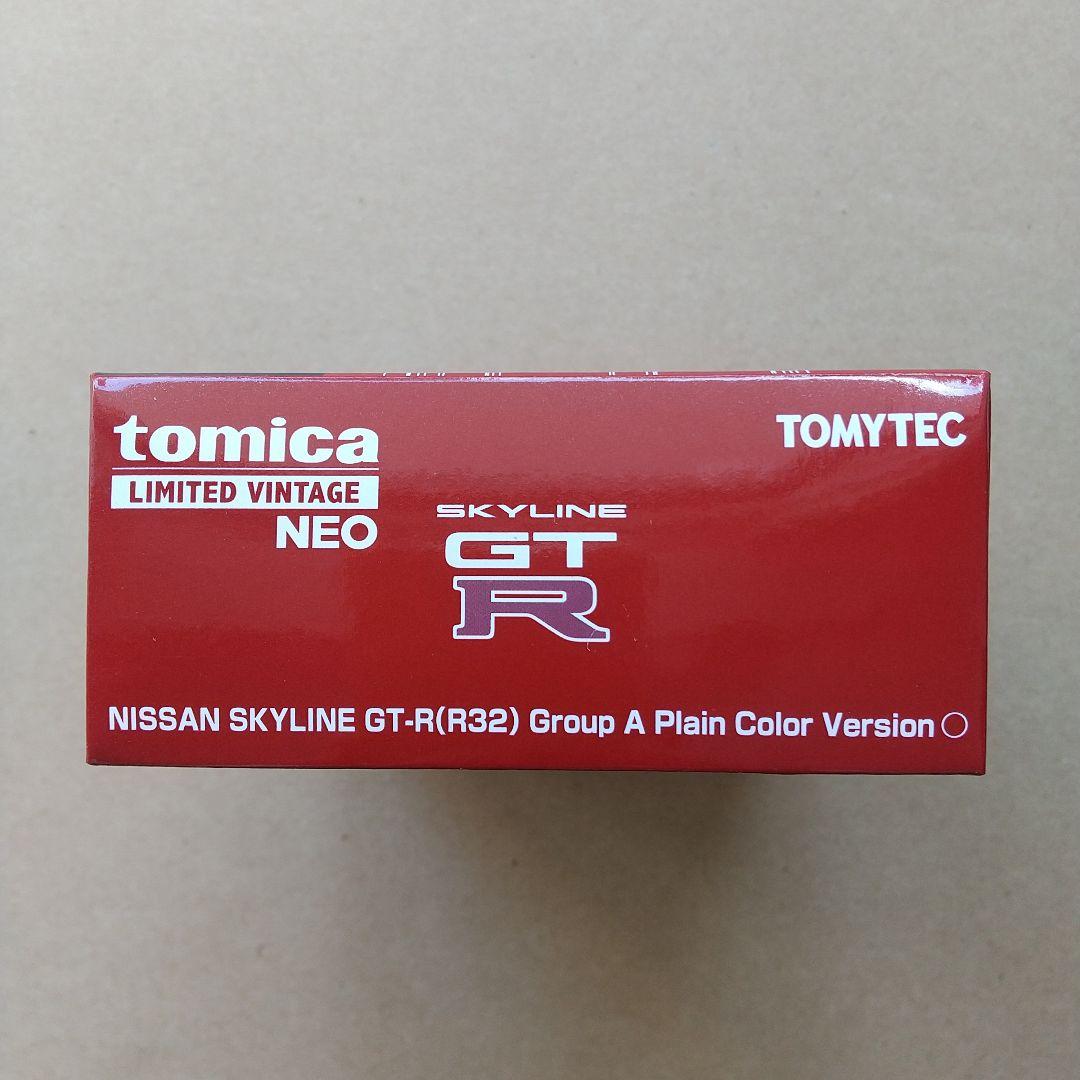 tomica
LIMITED VINTAGE
NEO
TOMYTEC
SKYLINE
GT
R
NISSAN SKYLINE GT-R(R32) Group A Plain Color Version